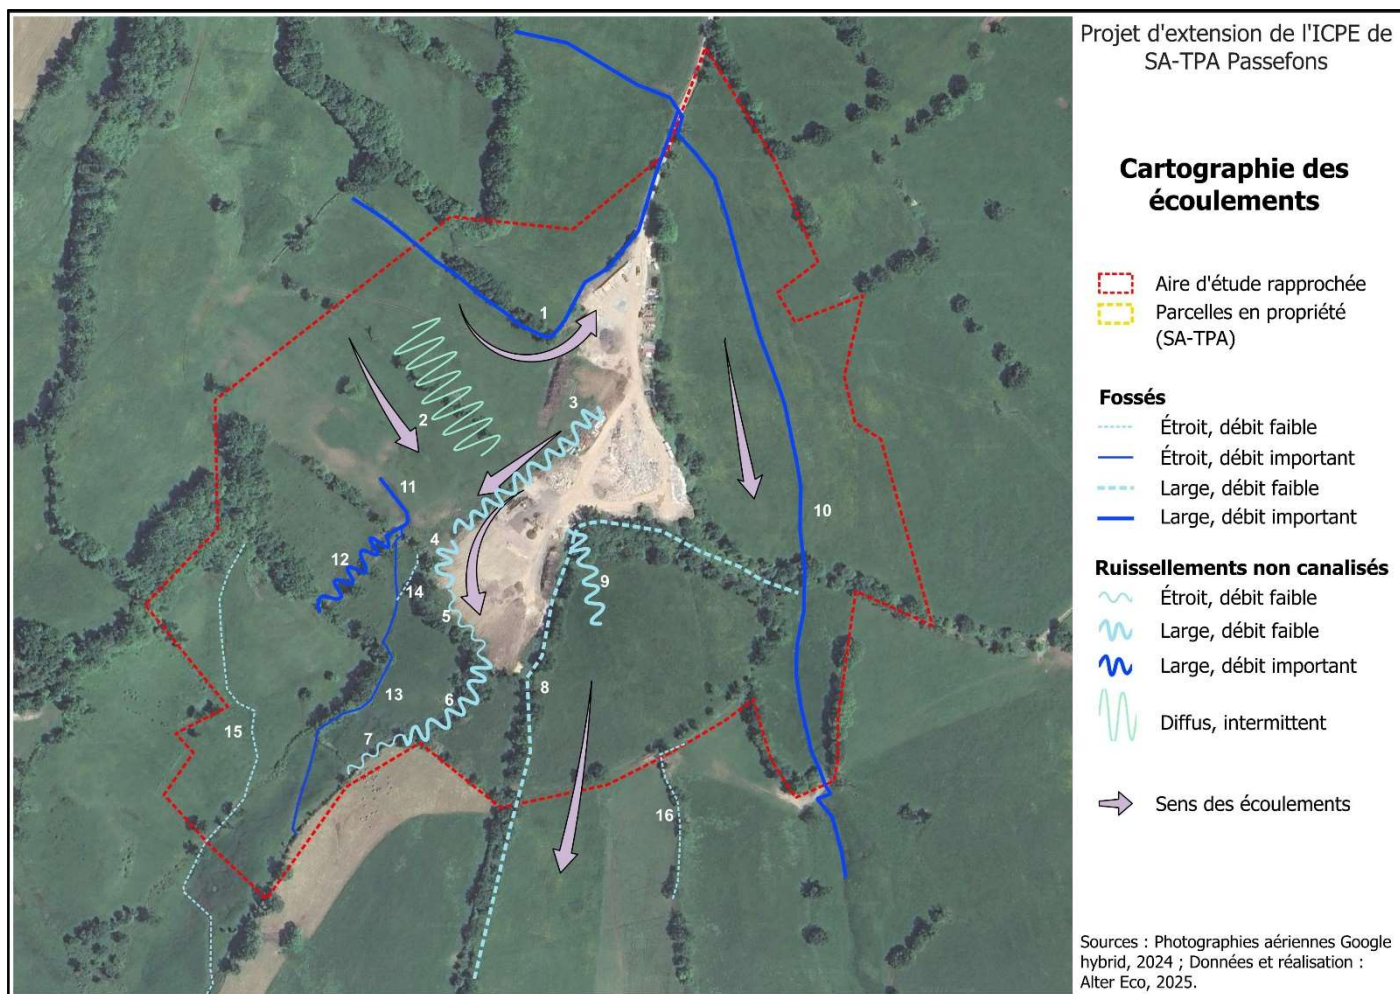 Projet d'extension de l'ICPE de
SA-TPA Passefons
Cartographie des
écoulements
Aire d'étude rapprochée
Parcelles en propriété
(SA-TPA)
Fossés
Étroit, débit faible
Étroit, débit important
Large, débit faible
Large, débit important
Ruissellements non canalisés
Étroit, débit faible
Large, débit faible
Large, débit important
Diffus, intermittent
Sens des écoulements
Sources : Photographies aériennes Google
hybrid, 2024 ; Données et réalisation :
Alter Eco, 2025.
1
2
3
4
5
6
7
8
9
10
11
12
13
14
15
16